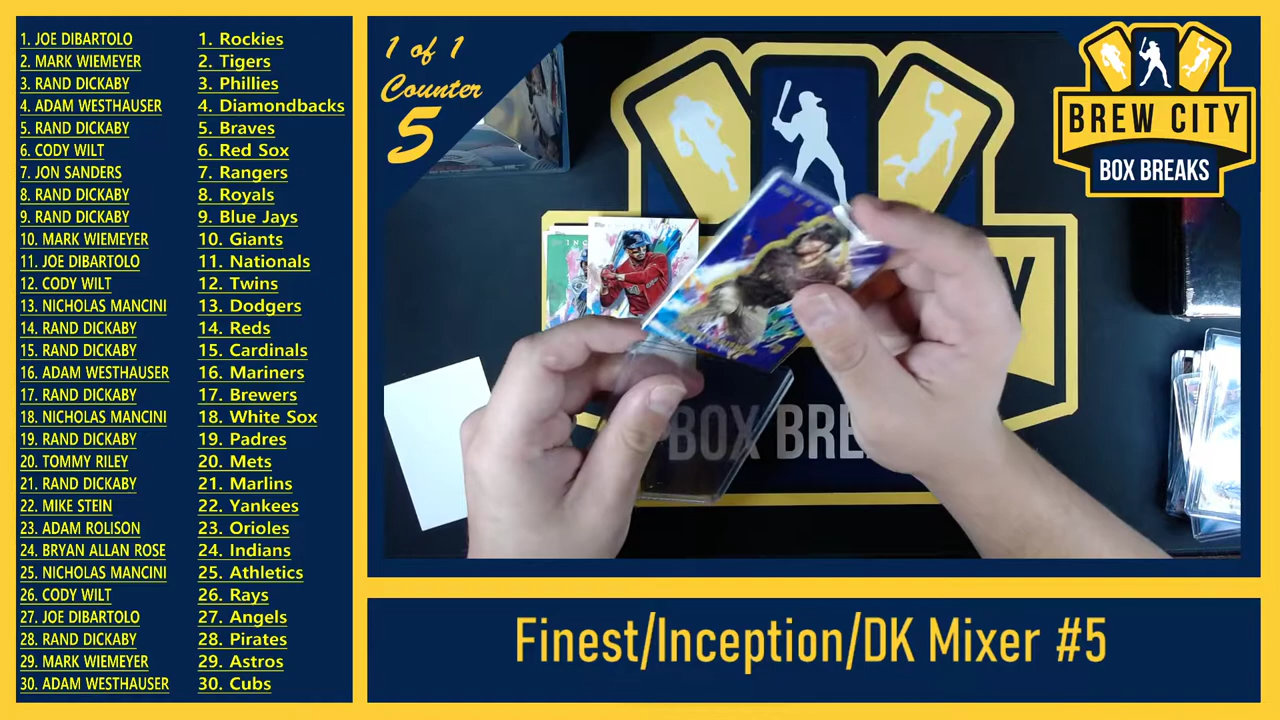 1. JOE DIBARTOLO
2. MARK WIEMEYER
3. RAND DICKABY
4. ADAM WESTHAUSER
5. RAND DICKABY
6. CODY WILT
7. JON SANDERS
8. RAND DICKABY
9. RAND DICKABY
10. MARK WIEMEYER
11. JOE DIBARTOLO
12. CODY WILT
13. NICHOLAS MANCINI
14. RAND DICKABY
15. RAND DICKABY
16. ADAM WESTHAUSER
17. RAND DICKABY
18. NICHOLAS MANCINI
19. RAND DICKABY
20. TOMMY RILEY
21. RAND DICKABY
22. MIKE STEIN
23. ADAM ROLISON
24. BRYAN ALLAN ROSE
25. NICHOLAS MANCINI
26. CODY WILT
27. JOE DIBARTOLO
28. RAND DICKABY
29. MARK WIEMEYER
30. ADAM WESTHAUSER
1. Rockies
2. Tigers
3. Phillies
4. Diamondbacks
5. Braves
6. Red Sox
7. Rangers
8. Royals
9. Blue Jays
10. Giants
11. Nationals
12. Twins
13. Dodgers
14. Reds
15. Cardinals
16. Mariners
17. Brewers
18. White Sox
19. Padres
20. Mets
21. Marlins
22. Yankees
23. Orioles
24. Indians
25. Athletics
26. Rays
27. Angels
28. Pirates
29. Astros
30. Cubs
1 of 1
Counter
5
BREW CITY
BOX BREAKS
BOX BRE
Finest/Inception/DK Mixer #5